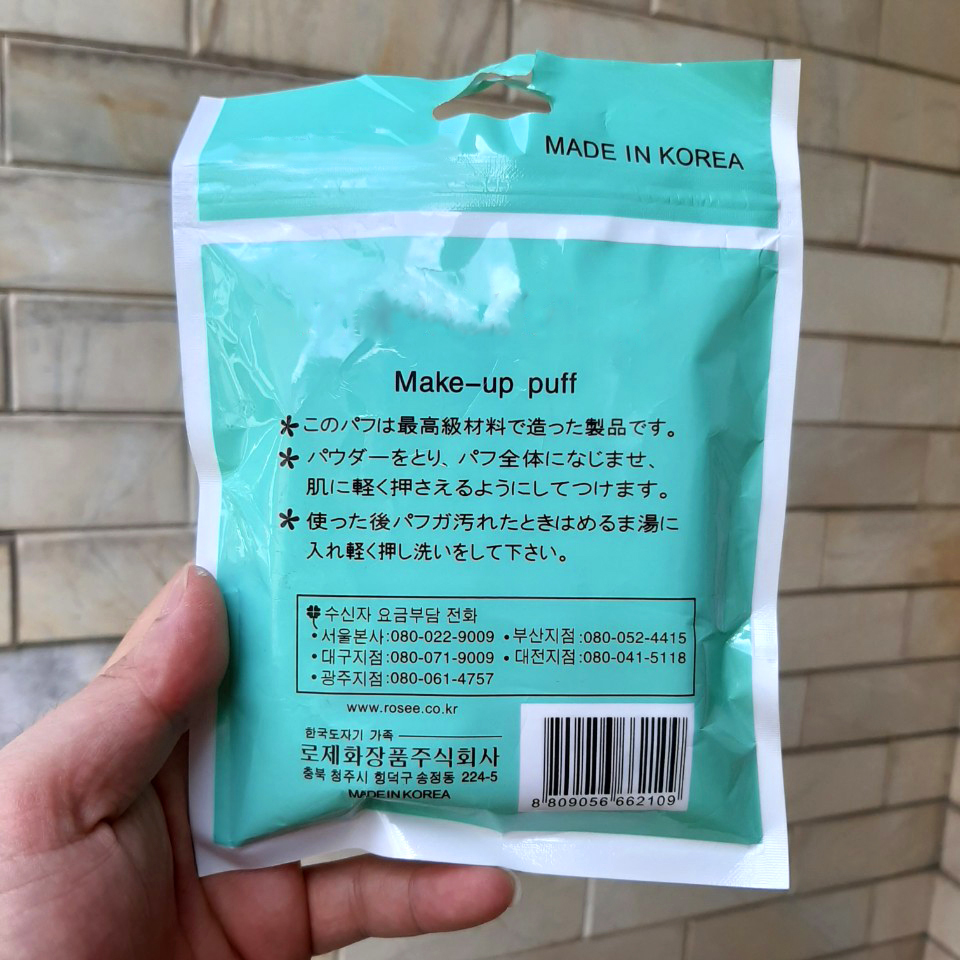 MADE IN KOREA
Make-up puff
* このパフは最高級材料で造った製品です。
* パウダーをとり、パフ全体になじませ、
肌に軽く押さえるようにしてつけます。
* 使った後パフガ汚れたときはめるま湯に
入れ軽く押し洗いをして下さい。
수신자 요금부담 전화
•서울본사:080-022-9009 •부산지점:080-052-4415
•대구지점:080-071-9009 •대전지점:080-041-5118
•광주지점:080-061-4757
www.rosee.co.kr
한국도자기 가족
로제화장품주식회사
충북 청주시 흥덕구 송정동 224-5
MADE IN KOREA
8 809056 662109